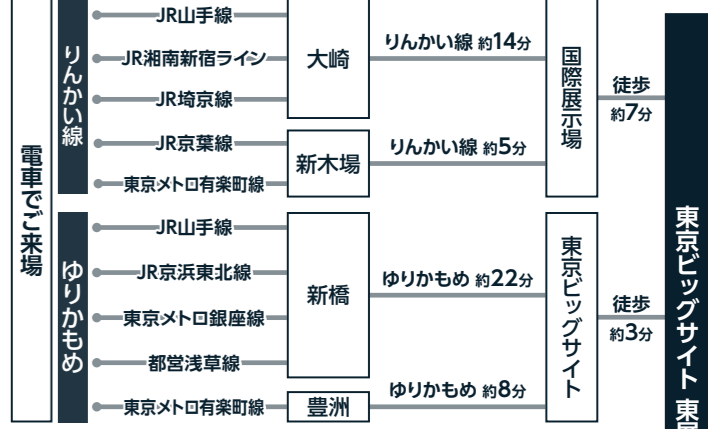 電車でご来場
りんかい線
JR山手線
JR湘南新宿ライン
JR埼京線
大崎
りんかい線 約14分
JR京葉線
東京メトロ有楽町線
新木場
りんかい線 約5分
国際展示場
徒歩
約7分
ゆりかもめ
JR山手線
JR京浜東北線
東京メトロ銀座線
都営浅草線
新橋
ゆりかもめ 約22分
東京メトロ有楽町線
豊洲
ゆりかもめ 約8分
東京ビッグサイト
徒歩
約3分
東京ビッグサイト 東